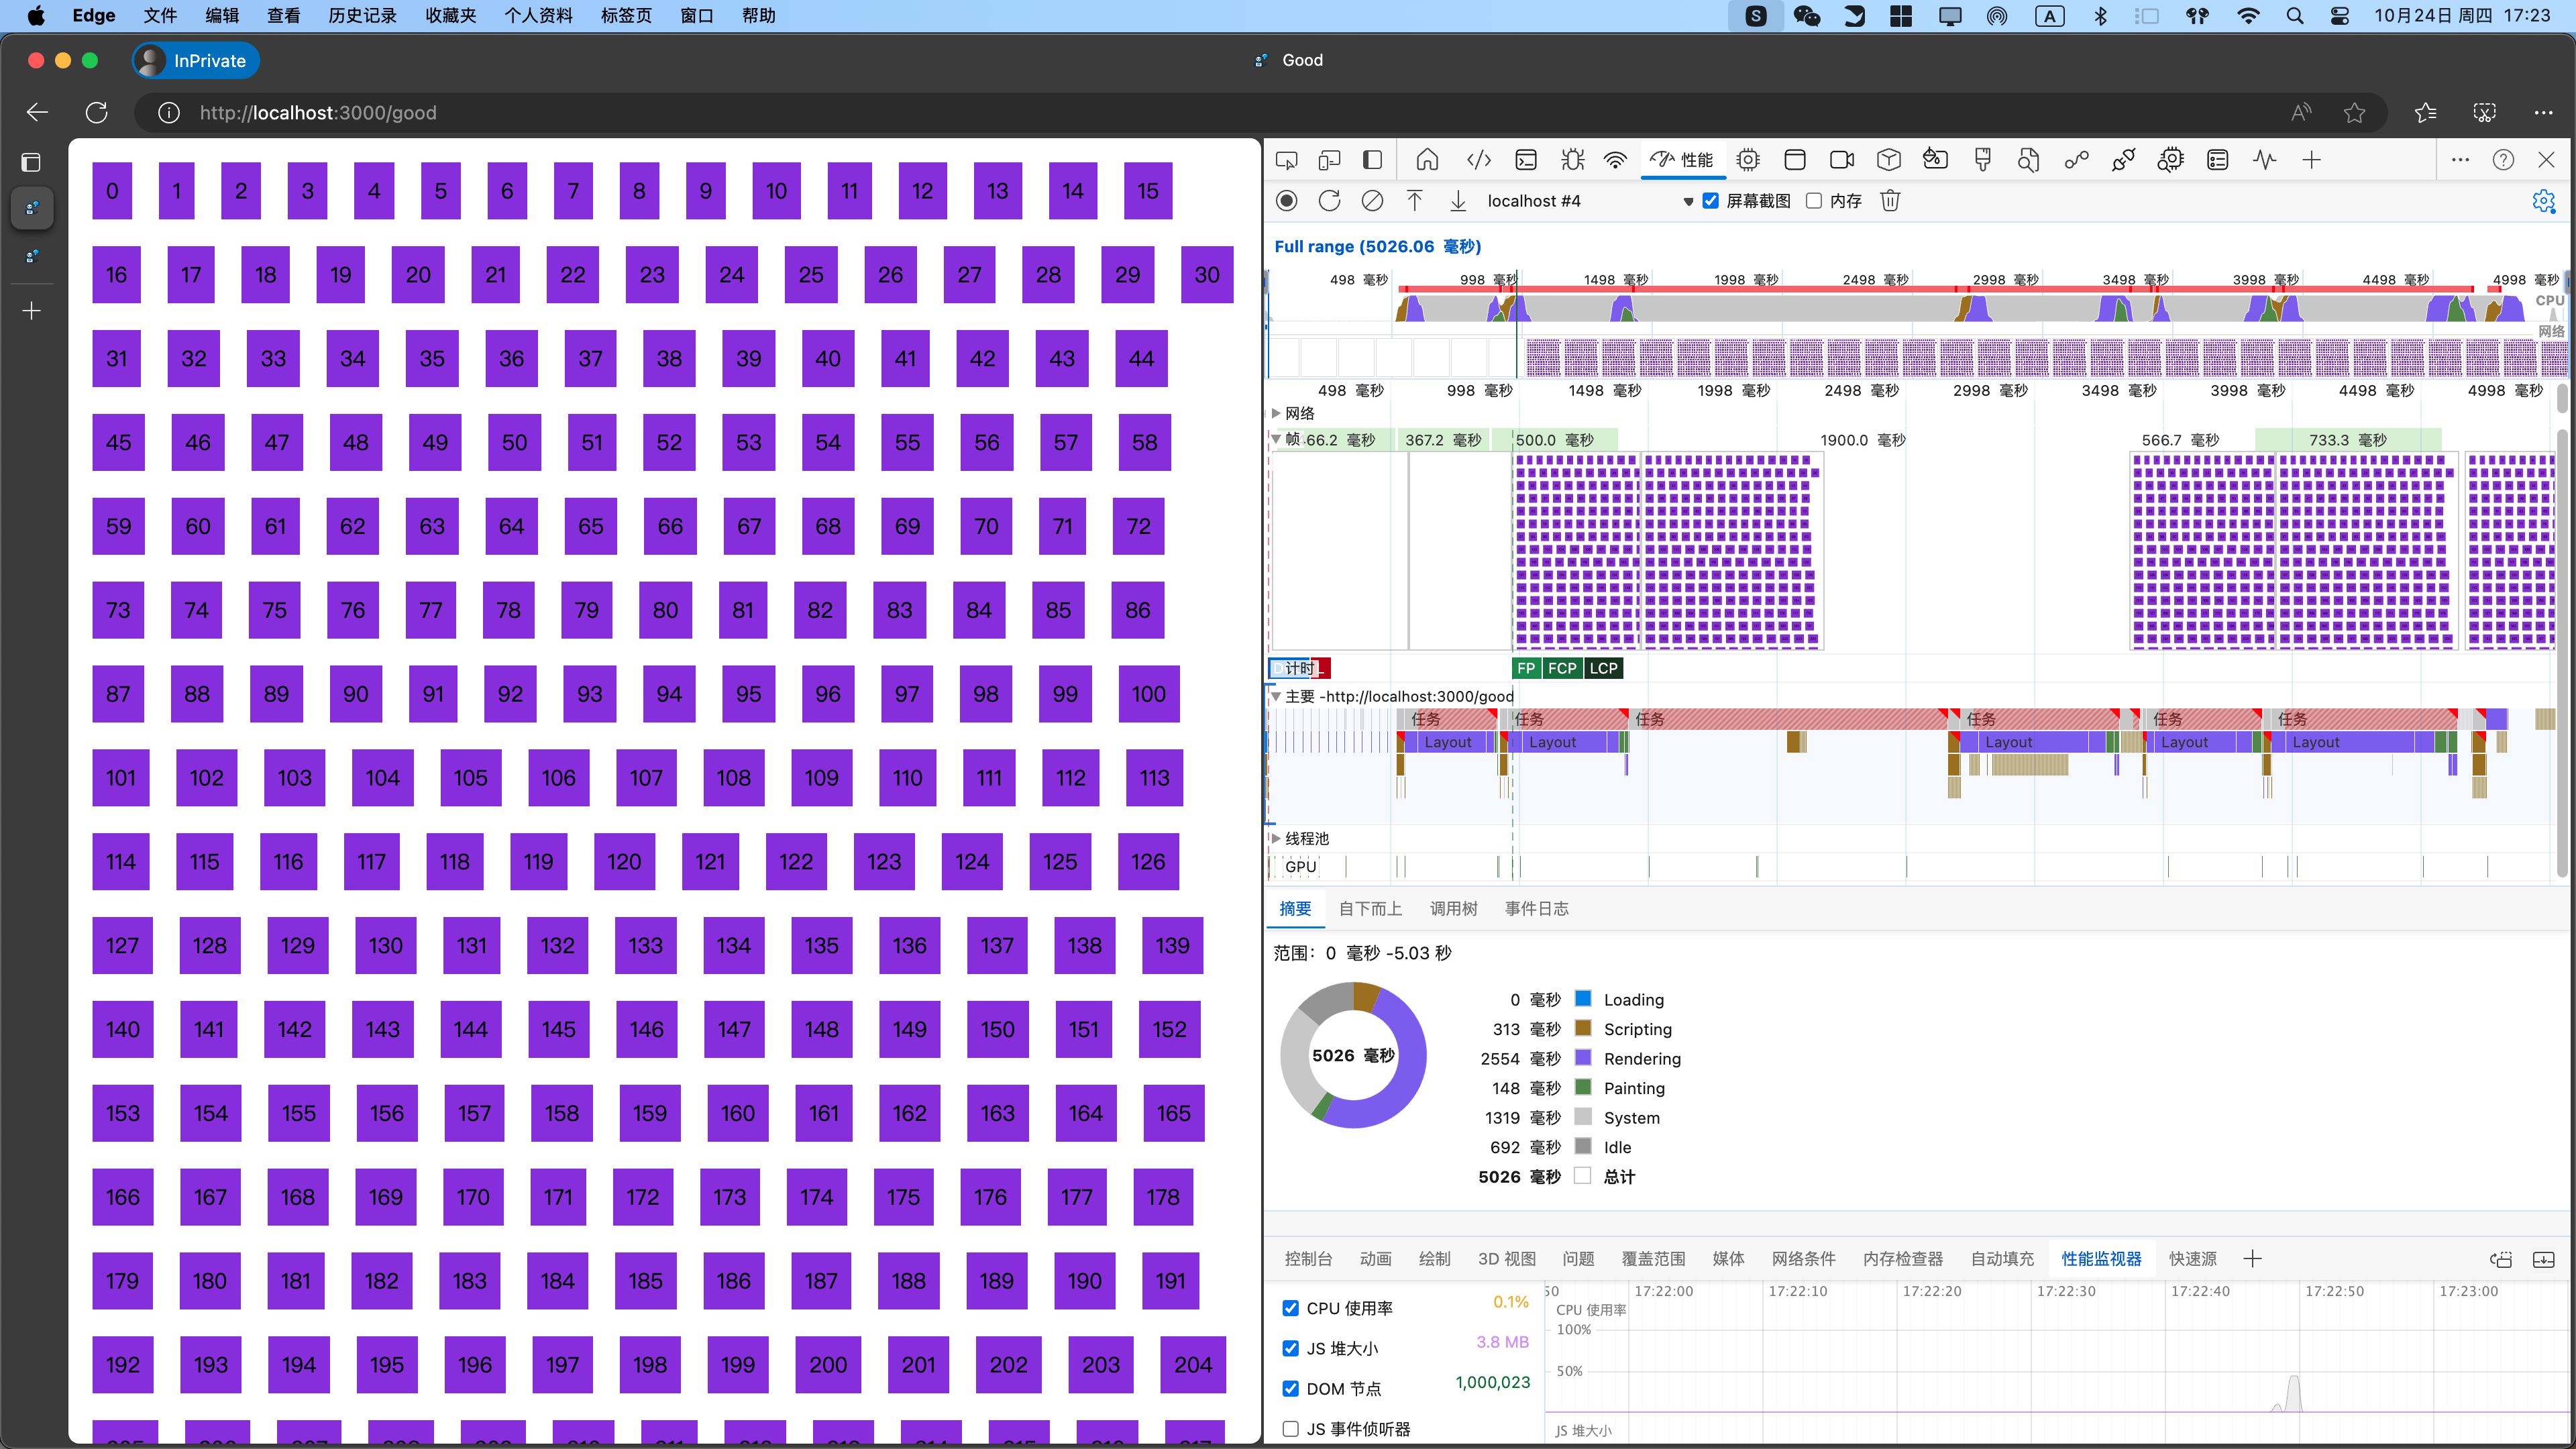 Edge 文件 编辑 查看 历史记录 收藏夹 个人资料 标签页 窗口 帮助 10月24日 周四 17:23
InPrivate Good
http://localhost:3000/good
0 1 2 3 4 5 6 7 8 9 10 11 12 13 14 15
16 17 18 19 20 21 22 23 24 25 26 27 28 29 30
31 32 33 34 35 36 37 38 39 40 41 42 43 44
45 46 47 48 49 50 51 52 53 54 55 56 57 58
59 60 61 62 63 64 65 66 67 68 69 70 71 72
73 74 75 76 77 78 79 80 81 82 83 84 85 86
87 88 89 90 91 92 93 94 95 96 97 98 99 100
101 102 103 104 105 106 107 108 109 110 111 112 113
114 115 116 117 118 119 120 121 122 123 124 125 126
127 128 129 130 131 132 133 134 135 136 137 138 139
140 141 142 143 144 145 146 147 148 149 150 151 152
153 154 155 156 157 158 159 160 161 162 163 164 165
166 167 168 169 170 171 172 173 174 175 176 177 178
179 180 181 182 183 184 185 186 187 188 189 190 191
192 193 194 195 196 197 198 199 200 201 202 203 204
性能
localhost #4 屏幕截图 内存
Full range (5026.06 毫秒)
498 毫秒 998 毫秒 1498 毫秒 1998 毫秒 2498 毫秒 2998 毫秒 3498 毫秒 3998 毫秒 4498 毫秒 4998 毫秒
CPU
网络
498 毫秒 998 毫秒 1498 毫秒 1998 毫秒 2498 毫秒 2998 毫秒 3498 毫秒 3998 毫秒 4498 毫秒 4998 毫秒
网络
帧 66.2 毫秒 367.2 毫秒 500.0 毫秒 1900.0 毫秒 566.7 毫秒 733.3 毫秒
计时 L FP FCP LCP
主要 -http://localhost:3000/good
任务 任务 任务 任务 任务 任务
Layout Layout Layout Layout Layout
线程池
GPU
摘要 自下而上 调用树 事件日志
范围：0 毫秒 -5.03 秒
5026 毫秒
0 毫秒 Loading
313 毫秒 Scripting
2554 毫秒 Rendering
148 毫秒 Painting
1319 毫秒 System
692 毫秒 Idle
5026 毫秒 总计
控制台 动画 绘制 3D 视图 问题 覆盖范围 媒体 网络条件 内存检查器 自动填充 性能监视器 快速源
CPU 使用率 0.1%
JS 堆大小 3.8 MB
DOM 节点 1,000,023
JS 事件侦听器
50 17:22:00 17:22:10 17:22:20 17:22:30 17:22:40 17:22:50 17:23:00
CPU 使用率
100%
50%
JS 堆大小